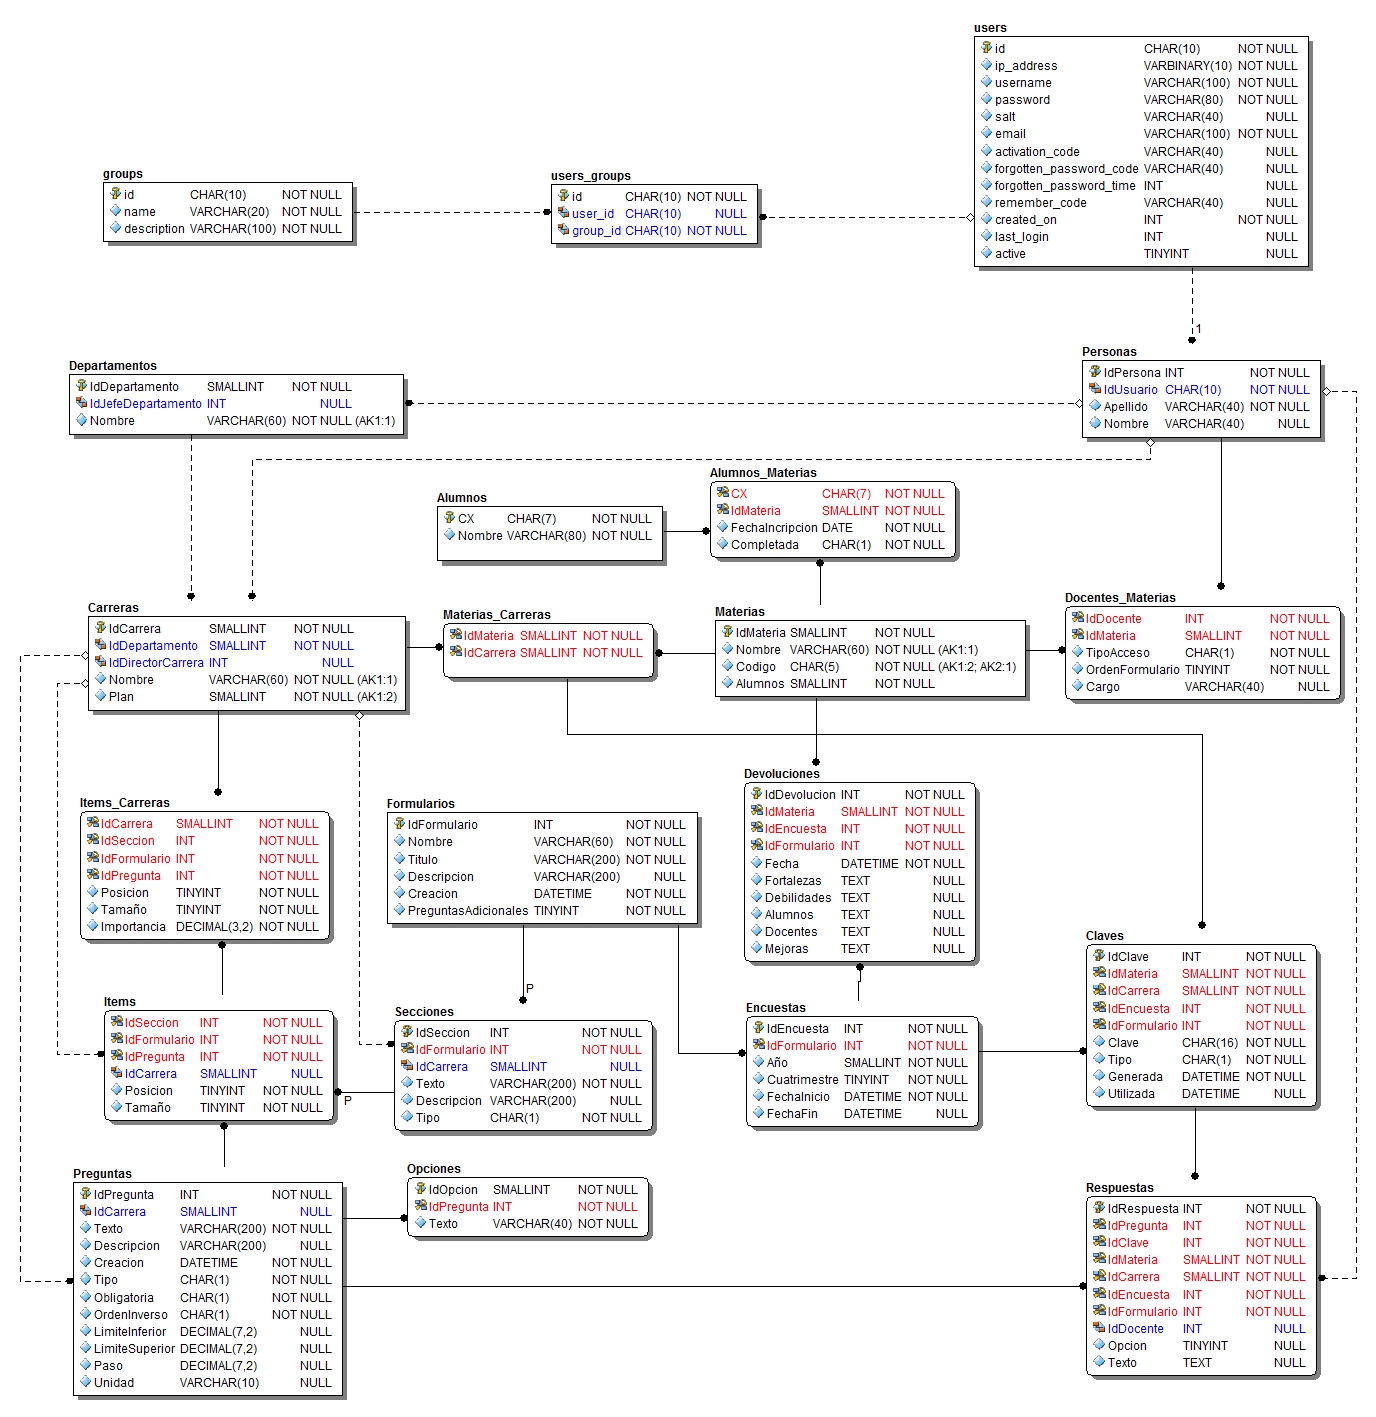 users
id CHAR(10) NOT NULL
ip_address VARBINARY(10) NOT NULL
username VARCHAR(100) NOT NULL
password VARCHAR(80) NOT NULL
salt VARCHAR(40) NULL
email VARCHAR(100) NOT NULL
activation_code VARCHAR(40) NULL
forgotten_password_code VARCHAR(40) NULL
forgotten_password_time INT NULL
remember_code VARCHAR(40) NULL
created_on INT NOT NULL
last_login INT NULL
active TINYINT NULL
groups
id CHAR(10) NOT NULL
name VARCHAR(20) NOT NULL
description VARCHAR(100) NOT NULL
users_groups
id CHAR(10) NOT NULL
user_id CHAR(10) NULL
group_id CHAR(10) NOT NULL
1
Departamentos
IdDepartamento SMALLINT NOT NULL
IdJefeDepartamento INT NULL
Nombre VARCHAR(60) NOT NULL (AK1:1)
Personas
IdPersona INT NOT NULL
IdUsuario CHAR(10) NOT NULL
Apellido VARCHAR(40) NOT NULL
Nombre VARCHAR(40) NULL
Alumnos
CX CHAR(7) NOT NULL
Nombre VARCHAR(80) NOT NULL
Alumnos_Materias
CX CHAR(7) NOT NULL
IdMateria SMALLINT NOT NULL
FechaIncripcion DATE NOT NULL
Completada CHAR(1) NOT NULL
Carreras
IdCarrera SMALLINT NOT NULL
IdDepartamento SMALLINT NOT NULL
IdDirectorCarrera INT NULL
Nombre VARCHAR(60) NOT NULL (AK1:1)
Plan SMALLINT NOT NULL (AK1:2)
Materias_Carreras
IdMateria SMALLINT NOT NULL
IdCarrera SMALLINT NOT NULL
Materias
IdMateria SMALLINT NOT NULL
Nombre VARCHAR(60) NOT NULL (AK1:1)
Codigo CHAR(5) NOT NULL (AK1:2; AK2:1)
Alumnos SMALLINT NOT NULL
Docentes_Materias
IdDocente INT NOT NULL
IdMateria SMALLINT NOT NULL
TipoAcceso CHAR(1) NOT NULL
OrdenFormulario TINYINT NOT NULL
Cargo VARCHAR(40) NULL
Items_Carreras
IdCarrera SMALLINT NOT NULL
IdSeccion INT NOT NULL
IdFormulario INT NOT NULL
IdPregunta INT NOT NULL
Posicion TINYINT NOT NULL
Tamaño TINYINT NOT NULL
Importancia DECIMAL(3,2) NOT NULL
Formularios
IdFormulario INT NOT NULL
Nombre VARCHAR(60) NOT NULL
Titulo VARCHAR(200) NOT NULL
Descripcion VARCHAR(200) NULL
Creacion DATETIME NOT NULL
PreguntasAdicionales TINYINT NOT NULL
Devoluciones
IdDevolucion INT NOT NULL
IdMateria SMALLINT NOT NULL
IdEncuesta INT NOT NULL
IdFormulario INT NOT NULL
Fecha DATETIME NOT NULL
Fortalezas TEXT NULL
Debilidades TEXT NULL
Alumnos TEXT NULL
Docentes TEXT NULL
Mejoras TEXT NULL
Claves
IdClave INT NOT NULL
IdMateria SMALLINT NOT NULL
IdCarrera SMALLINT NOT NULL
IdEncuesta INT NOT NULL
IdFormulario INT NOT NULL
Clave CHAR(16) NOT NULL
Tipo CHAR(1) NOT NULL
Generada DATETIME NOT NULL
Utilizada DATETIME NULL
Items
IdSeccion INT NOT NULL
IdFormulario INT NOT NULL
IdPregunta INT NOT NULL
IdCarrera SMALLINT NULL
Posicion TINYINT NOT NULL
Tamaño TINYINT NOT NULL
P
P
Secciones
IdSeccion INT NOT NULL
IdFormulario INT NOT NULL
IdCarrera SMALLINT NULL
Texto VARCHAR(200) NOT NULL
Descripcion VARCHAR(200) NULL
Tipo CHAR(1) NOT NULL
Encuestas
IdEncuesta INT NOT NULL
IdFormulario INT NOT NULL
Año SMALLINT NOT NULL
Cuatrimestre TINYINT NOT NULL
FechaInicio DATETIME NOT NULL
FechaFin DATETIME NULL
Preguntas
IdPregunta INT NOT NULL
IdCarrera SMALLINT NULL
Texto VARCHAR(200) NOT NULL
Descripcion VARCHAR(200) NULL
Creacion DATETIME NOT NULL
Tipo CHAR(1) NOT NULL
Obligatoria CHAR(1) NOT NULL
OrdenInverso CHAR(1) NOT NULL
LimiteInferior DECIMAL(7,2) NULL
LimiteSuperior DECIMAL(7,2) NULL
Paso DECIMAL(7,2) NULL
Unidad VARCHAR(10) NULL
Opciones
IdOpcion SMALLINT NOT NULL
IdPregunta INT NOT NULL
Texto VARCHAR(40) NOT NULL
Respuestas
IdRespuesta INT NOT NULL
IdPregunta INT NOT NULL
IdClave INT NOT NULL
IdMateria SMALLINT NOT NULL
IdCarrera SMALLINT NOT NULL
IdEncuesta INT NOT NULL
IdFormulario INT NOT NULL
IdDocente INT NULL
Opcion TINYINT NULL
Texto TEXT NULL